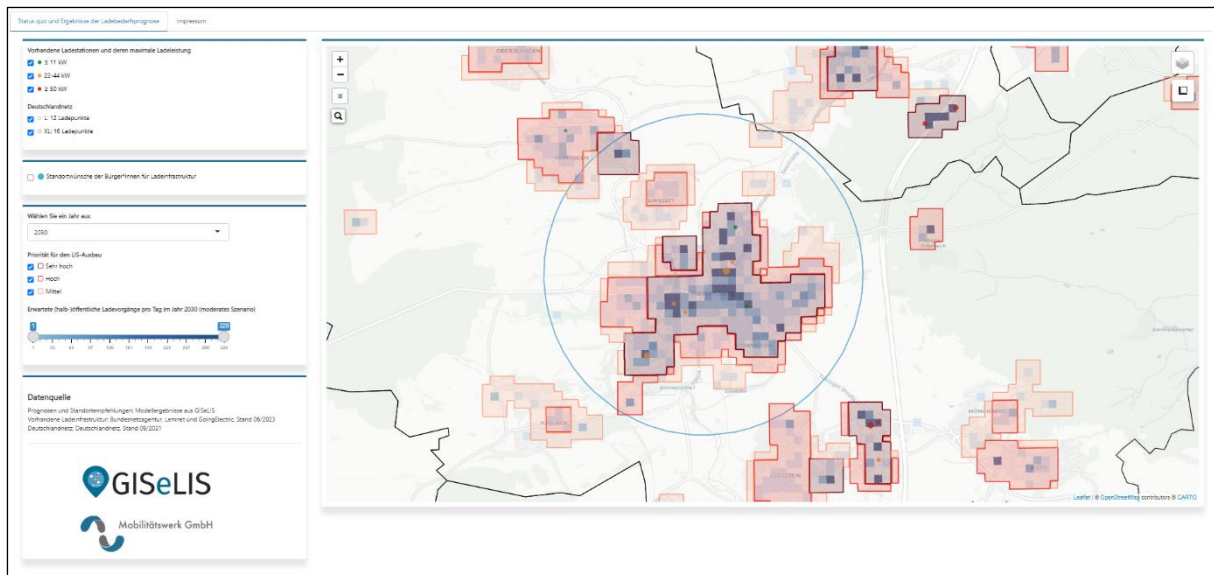 Status quo und Ergebnisse der Ladebedarfsprognose
Impressum
Vorhandene Ladestationen und deren maximale Ladeleistung
≤ 11 kW
22-44 kW
≥ 50 kW
Deutschlandnetz
L: 12 Ladepunkte
XL: 16 Ladepunkte
Standortwünsche der Bürger*innen für Ladeinfrastruktur
Wählen Sie ein Jahr aus:
2030
Priorität für den LIS-Ausbau
Sehr hoch
Hoch
Mittel
Erwartete (halb-)öffentliche Ladevorgänge pro Tag im Jahr 2030 (moderates Szenario)
1
320
Datenquelle
Prognosen und Standortempfehlungen: Modellergebnisse aus GISeLIS
Vorhandene Ladeinfrastruktur: Bundesnetzagentur, Lemnet und GoingElectric, Stand 06/2023
Deutschlandnetz: Deutschlandnetz, Stand 09/2021
GISeLIS
Mobilitätswerk GmbH
+
−
Leaflet | © OpenStreetMap contributors © CARTO